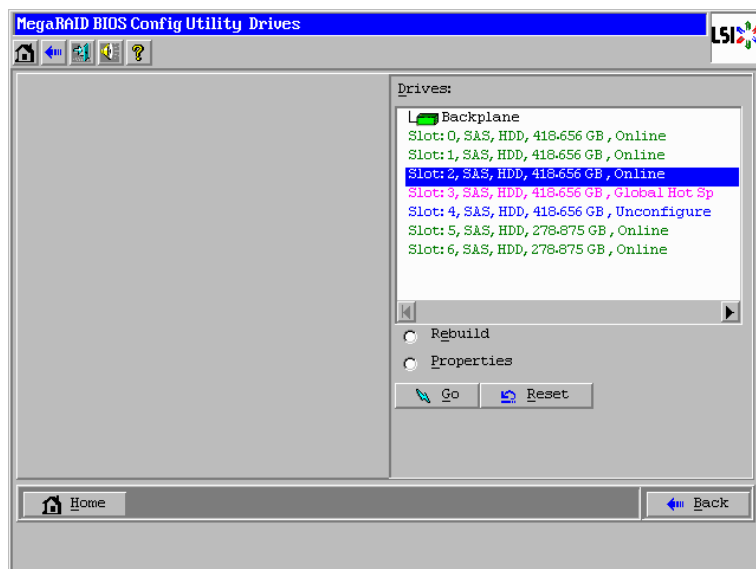 MegaRAID BIOS Config Utility Drives
LSI
Drives:
Backplane
Slot: 0, SAS, HDD, 418.656 GB, Online
Slot: 1, SAS, HDD, 418.656 GB, Online
Slot: 2, SAS, HDD, 418.656 GB, Online
Slot: 3, SAS, HDD, 418.656 GB, Global Hot Sp
Slot: 4, SAS, HDD, 418.656 GB, Unconfigure
Slot: 5, SAS, HDD, 278.875 GB, Online
Slot: 6, SAS, HDD, 278.875 GB, Online
Rebuild
Properties
Go
Reset
Home
Back